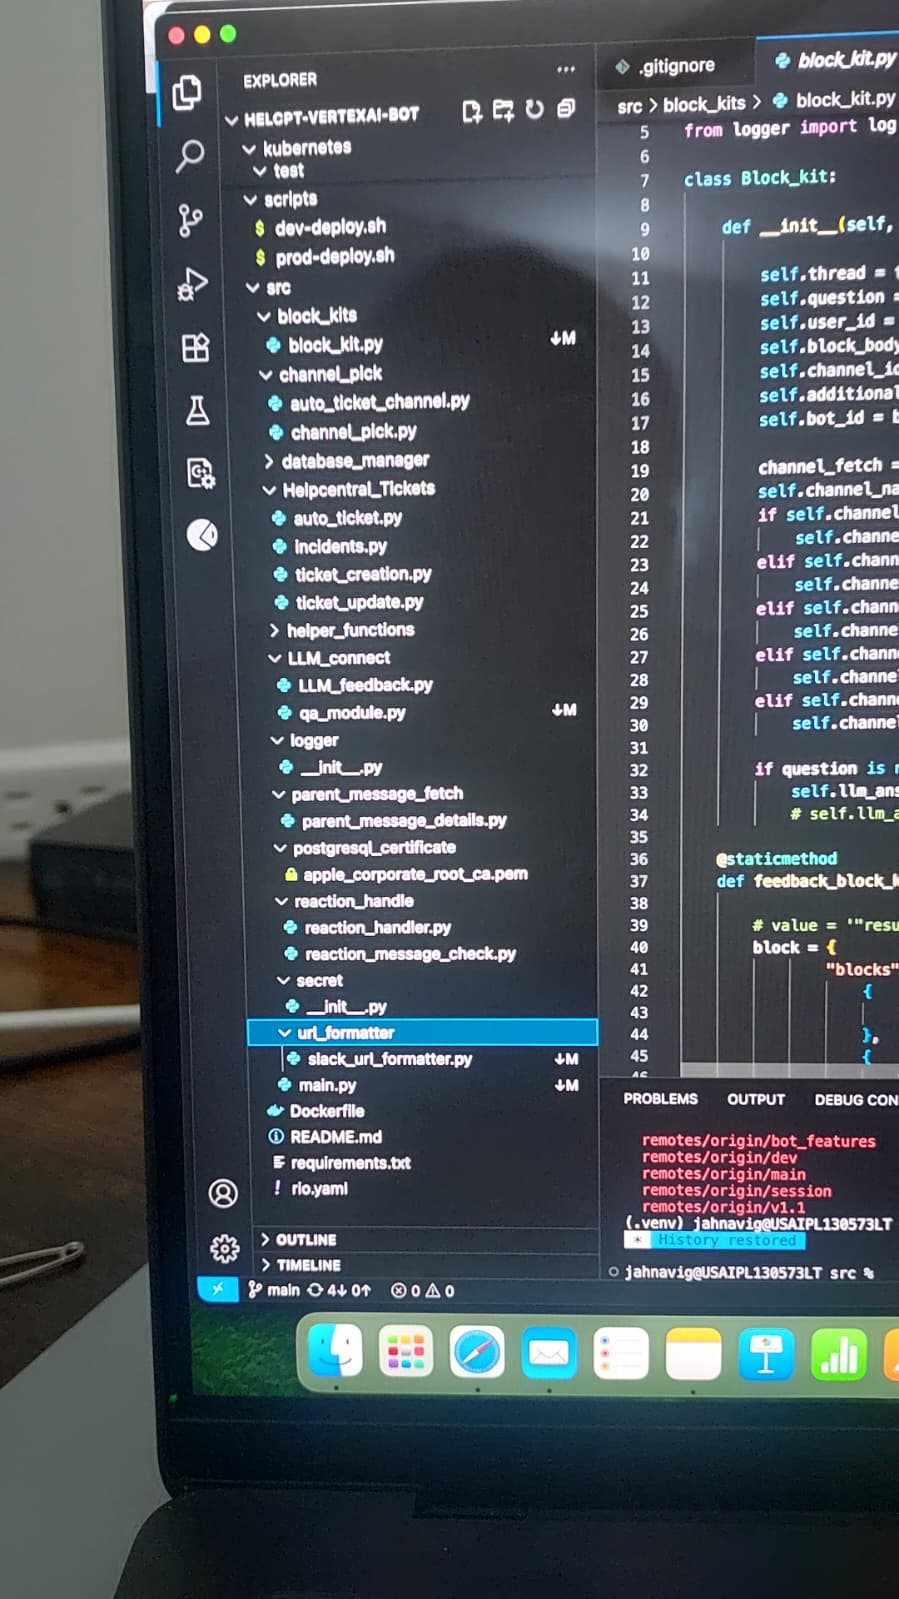 EXPLORER
HELCPT-VERTEXAI-BOT
kubernetes
test
scripts
$ dev-deploy.sh
$ prod-deploy.sh
src
block_kits
block_kit.py ↓M
channel_pick
auto_ticket_channel.py
channel_pick.py
database_manager
Helpcentral_Tickets
auto_ticket.py
incidents.py
ticket_creation.py
ticket_update.py
helper_functions
LLM_connect
LLM_feedback.py
qa_module.py ↓M
logger
__init__.py
parent_message_fetch
parent_message_details.py
postgresql_certificate
apple_corporate_root_ca.pem
reaction_handle
reaction_handler.py
reaction_message_check.py
secret
__init__.py
url_formatter
slack_url_formatter.py ↓M
main.py ↓M
Dockerfile
README.md
requirements.txt
! rio.yaml
OUTLINE
TIMELINE
main 4↓ 0↑ 0 0
.gitignore
block_kit.py
src > block_kits > block_kit.py
5 from logger import log
6
7 class Block_kit:
8
9 def __init__(self,
10
11 self.thread =
12 self.question =
13 self.user_id =
14 self.block_body
15 self.channel_id
16 self.additional
17 self.bot_id =
18
19 channel_fetch =
20 self.channel_na
21 if self.channel
22 self.channe
23 elif self.chann
24 self.channe
25 elif self.chann
26 self.channe
27 elif self.chann
28 self.channe
29 elif self.chann
30 self.channe
31
32 if question is
33 self.llm_ans
34 # self.llm_a
35
36 @staticmethod
37 def feedback_block_k
38
39 # value = '"resu
40 block = {
41 "blocks"
42 {
43
44 },
45 {
46
PROBLEMS OUTPUT DEBUG CON
remotes/origin/bot_features
remotes/origin/dev
remotes/origin/main
remotes/origin/session
remotes/origin/v1.1
(.venv) jahnavig@USAIPL130573LT
* History restored
jahnavig@USAIPL130573LT src %